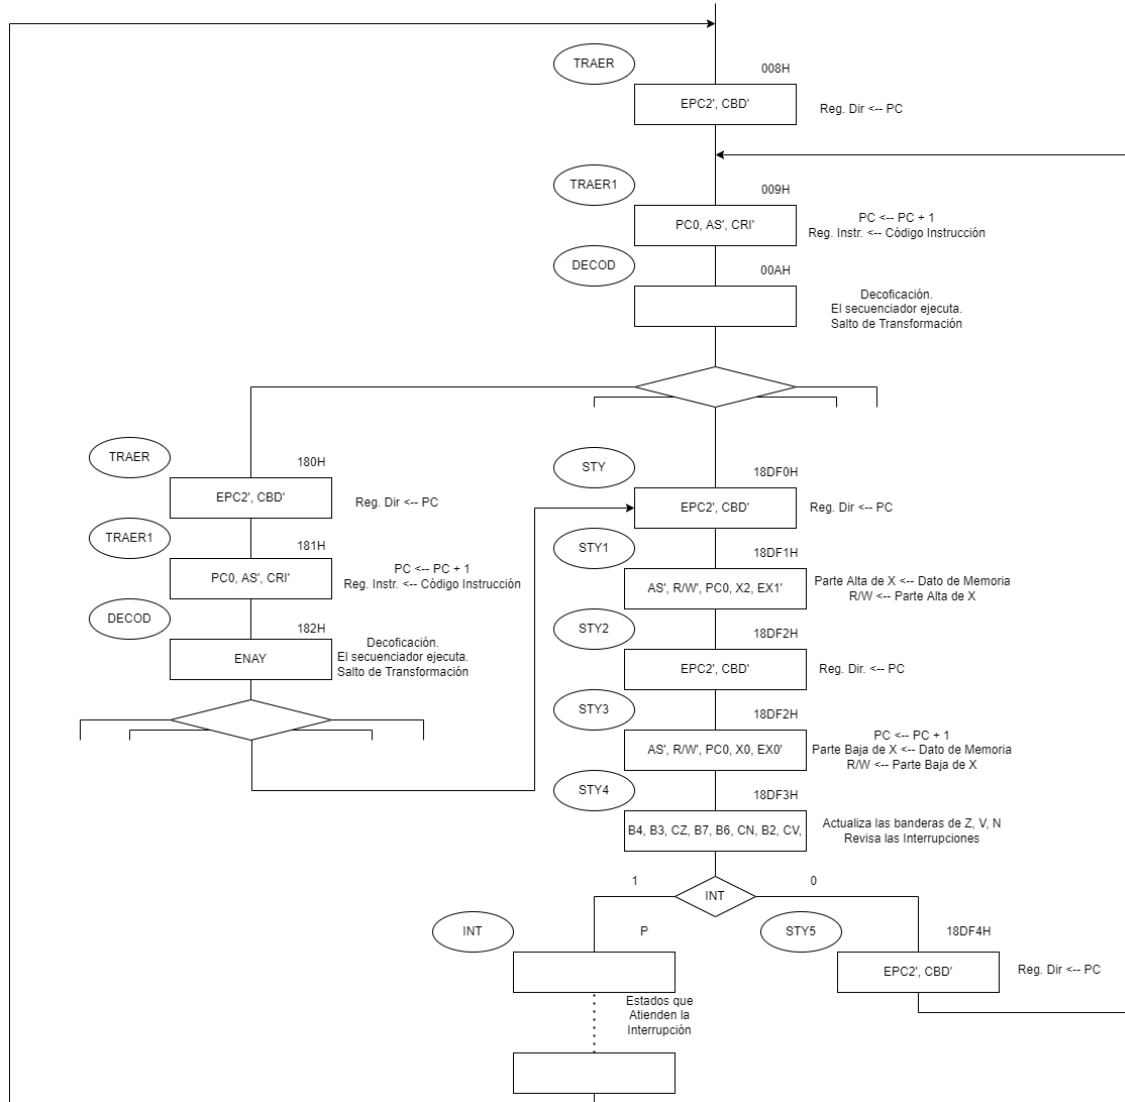 TRAER
008H
EPC2', CBD'
Reg. Dir <-- PC
TRAER1
009H
PC0, AS', CRI'
PC <-- PC + 1
Reg. Instr. <-- Código Instrucción
DECOD
00AH
Decoficación.
El secuenciador ejecuta.
Salto de Transformación
TRAER
180H
EPC2', CBD'
Reg. Dir <-- PC
TRAER1
181H
PC0, AS', CRI'
PC <-- PC + 1
Reg. Instr. <-- Código Instrucción
DECOD
182H
ENAY
Decoficación.
El secuenciador ejecuta.
Salto de Transformación
STY
18DF0H
EPC2', CBD'
Reg. Dir <-- PC
STY1
18DF1H
AS', R/W', PC0, X2, EX1'
Parte Alta de X <-- Dato de Memoria
R/W <-- Parte Alta de X
STY2
18DF2H
EPC2', CBD'
Reg. Dir. <-- PC
STY3
18DF2H
AS', R/W', PC0, X0, EX0'
PC <-- PC + 1
Parte Baja de X <-- Dato de Memoria
R/W <-- Parte Baja de X
STY4
18DF3H
B4, B3, CZ, B7, B6, CN, B2, CV,
Actualiza las banderas de Z, V, N
Revisa las Interrupciones
1
INT
0
INT
P
Estados que
Atienden la
Interrupción
STY5
18DF4H
EPC2', CBD'
Reg. Dir <-- PC